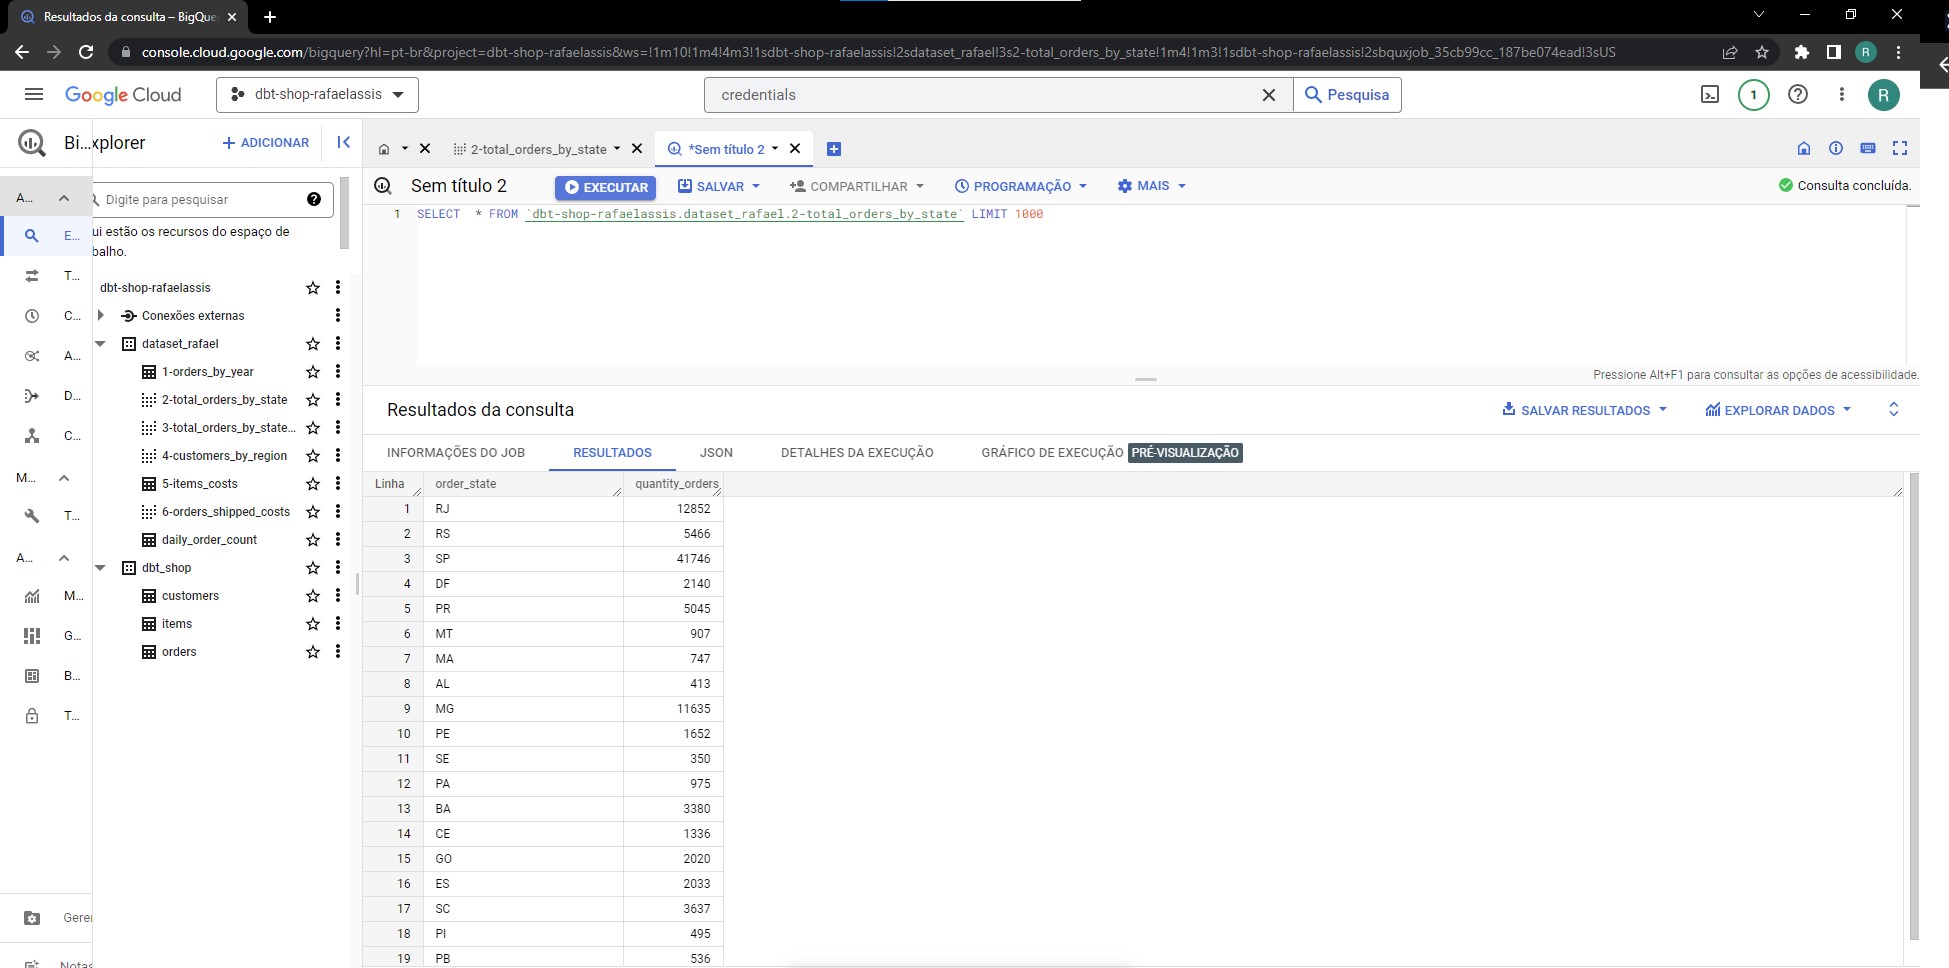 Resultados da consulta – BigQue
console.cloud.google.com/bigquery?hl=pt-br&project=dbt-shop-rafaelassis&ws=!1m10!1m4!4m3!1sdbt-shop-rafaelassis!2sdataset_rafael!3s2-total_orders_by_state!1m4!1m3!1sdbt-shop-rafaelassis!2sbquxjob_35cb99cc_187be074ead!3sUS
R
Google Cloud
dbt-shop-rafaelassis
credentials
Pesquisa
1
R
Bi...
xplorer
ADICIONAR
2-total_orders_by_state
*Sem título 2
A...
E...
T...
C...
A...
D...
C...
M...
T...
A...
M...
G...
B...
T...
Geren
Notas
Digite para pesquisar
ui estão os recursos do espaço de
balho.
dbt-shop-rafaelassis
Conexões externas
dataset_rafael
1-orders_by_year
2-total_orders_by_state
3-total_orders_by_state...
4-customers_by_region
5-items_costs
6-orders_shipped_costs
daily_order_count
dbt_shop
customers
items
orders
Sem título 2
EXECUTAR
SALVAR
COMPARTILHAR
PROGRAMAÇÃO
MAIS
Consulta concluída.
1 SELECT * FROM `dbt-shop-rafaelassis.dataset_rafael.2-total_orders_by_state` LIMIT 1000
Pressione Alt+F1 para consultar as opções de acessibilidade.
Resultados da consulta
SALVAR RESULTADOS
EXPLORAR DADOS
INFORMAÇÕES DO JOB
RESULTADOS
JSON
DETALHES DA EXECUÇÃO
GRÁFICO DE EXECUÇÃO PRÉ-VISUALIZAÇÃO
Linha order_state quantity_orders
1 RJ 12852
2 RS 5466
3 SP 41746
4 DF 2140
5 PR 5045
6 MT 907
7 MA 747
8 AL 413
9 MG 11635
10 PE 1652
11 SE 350
12 PA 975
13 BA 3380
14 CE 1336
15 GO 2020
16 ES 2033
17 SC 3637
18 PI 495
19 PB 536